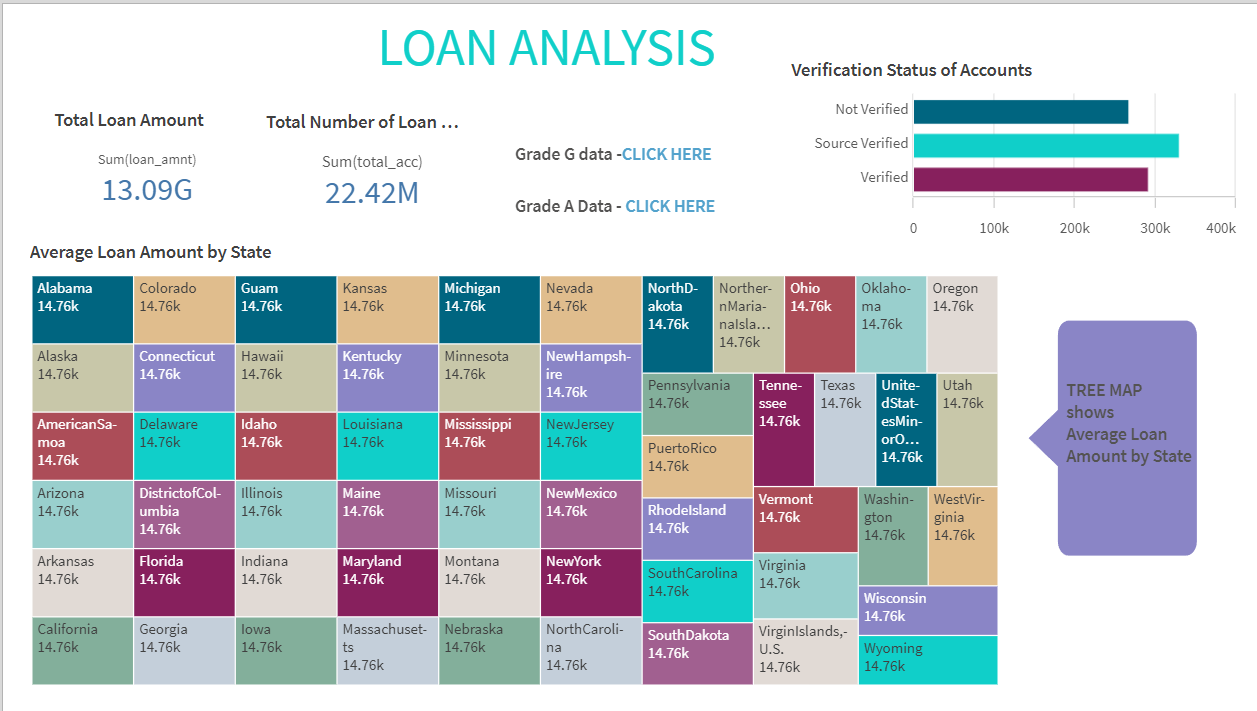 LOAN ANALYSIS
Verification Status of Accounts
Not Verified
Source Verified
Verified
0 100k 200k 300k 400k
Total Loan Amount
Sum(loan_amnt)
13.09G
Total Number of Loan …
Sum(total_acc)
22.42M
Grade G data -CLICK HERE
Grade A Data - CLICK HERE
Average Loan Amount by State
Alabama
14.76k
Alaska
14.76k
AmericanSa-
moa
14.76k
Arizona
14.76k
Arkansas
14.76k
California
14.76k
Colorado
14.76k
Connecticut
14.76k
Delaware
14.76k
DistrictofCol-
umbia
14.76k
Florida
14.76k
Georgia
14.76k
Guam
14.76k
Hawaii
14.76k
Idaho
14.76k
Illinois
14.76k
Indiana
14.76k
Iowa
14.76k
Kansas
14.76k
Kentucky
14.76k
Louisiana
14.76k
Maine
14.76k
Maryland
14.76k
Massachuset-
ts
14.76k
Michigan
14.76k
Minnesota
14.76k
Mississippi
14.76k
Missouri
14.76k
Montana
14.76k
Nebraska
14.76k
Nevada
14.76k
NewHampsh-
ire
14.76k
NewJersey
14.76k
NewMexico
14.76k
NewYork
14.76k
NorthCaroli-
na
14.76k
NorthD-
akota
14.76k
Norther-
nMaria-
naIsla…
14.76k
Ohio
14.76k
Oklaho-
ma
14.76k
Oregon
14.76k
Pennsylvania
14.76k
PuertoRico
14.76k
RhodeIsland
14.76k
SouthCarolina
14.76k
SouthDakota
14.76k
Tenne-
ssee
14.76k
Texas
14.76k
Unite-
dStat-
esMin-
orO…
14.76k
Utah
14.76k
Vermont
14.76k
Virginia
14.76k
VirginIslands,-
U.S.
14.76k
Washin-
gton
14.76k
WestVir-
ginia
14.76k
Wisconsin
14.76k
Wyoming
14.76k
TREE MAP
shows
Average Loan
Amount by State